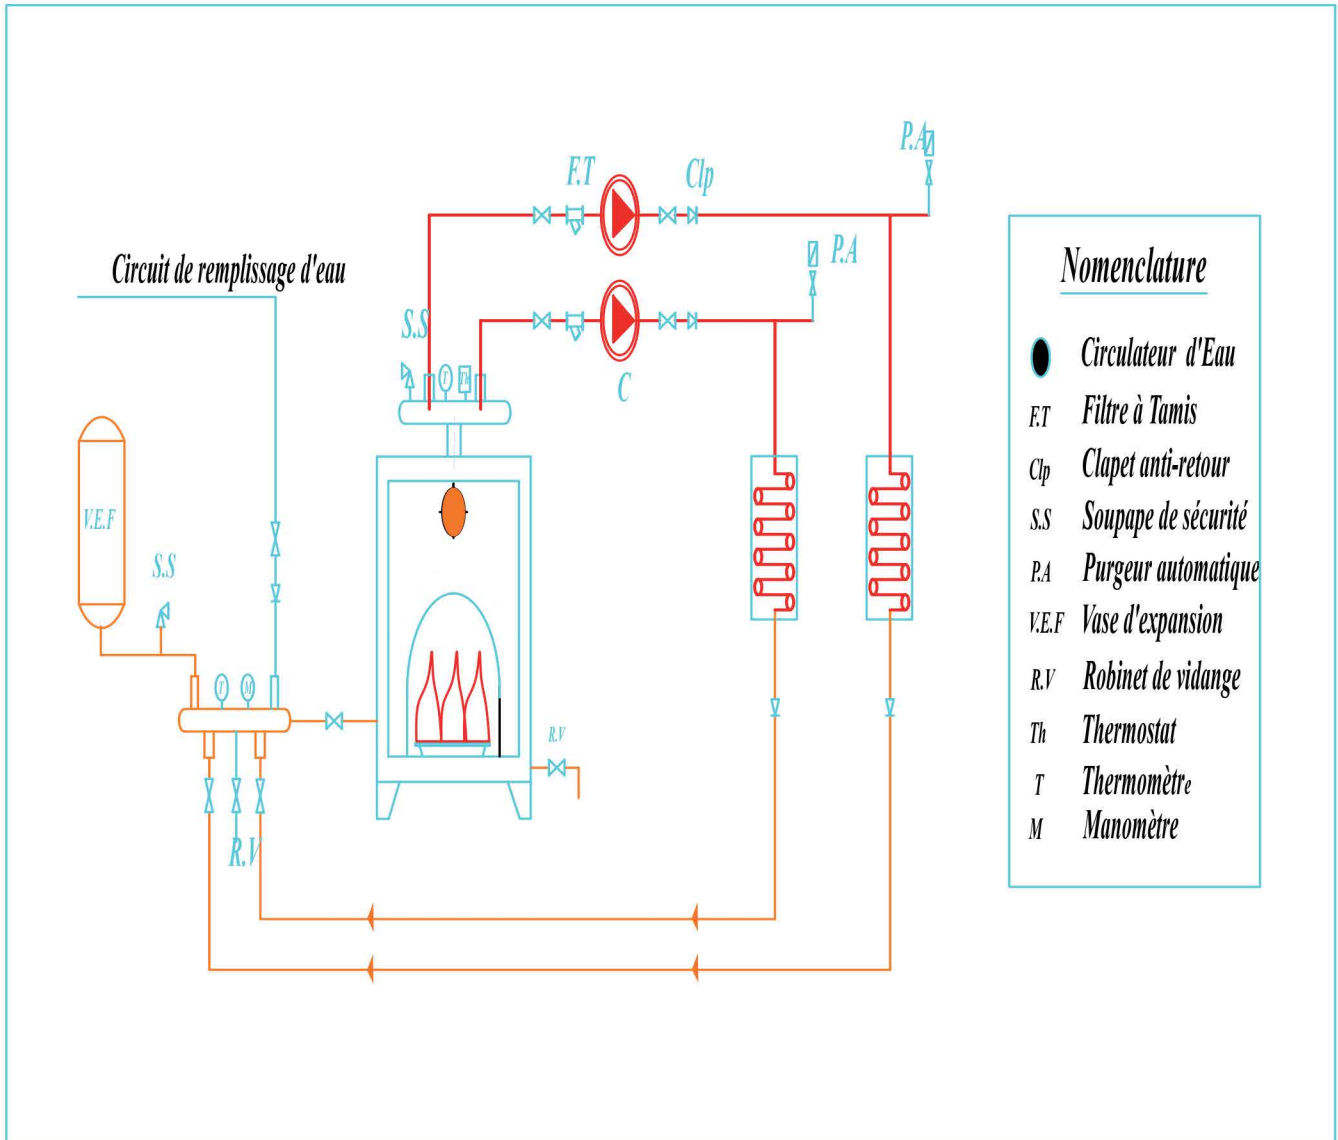 P.A
F.T
Clp
P.A
Circuit de remplissage d'eau
S.S
T
Th
C
V.E.F
S.S
T
M
R.V
R.V
Nomenclature
Circulateur d'Eau
F.T Filtre à Tamis
Clp Clapet anti-retour
S.S Soupape de sécurité
P.A Purgeur automatique
V.E.F Vase d'expansion
R.V Robinet de vidange
Th Thermostat
T Thermomètre
M Manomètre